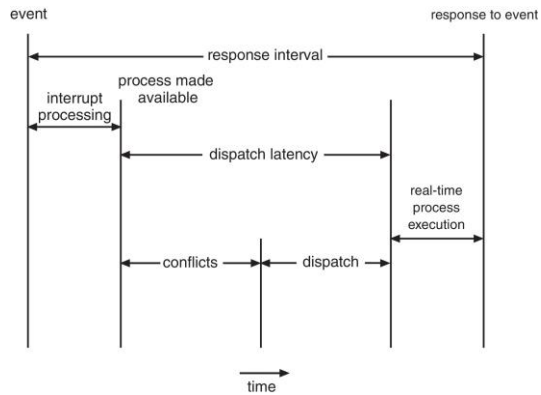 event
response to event
response interval
process made
available
interrupt
processing
dispatch latency
real-time
process
execution
conflicts
dispatch
time